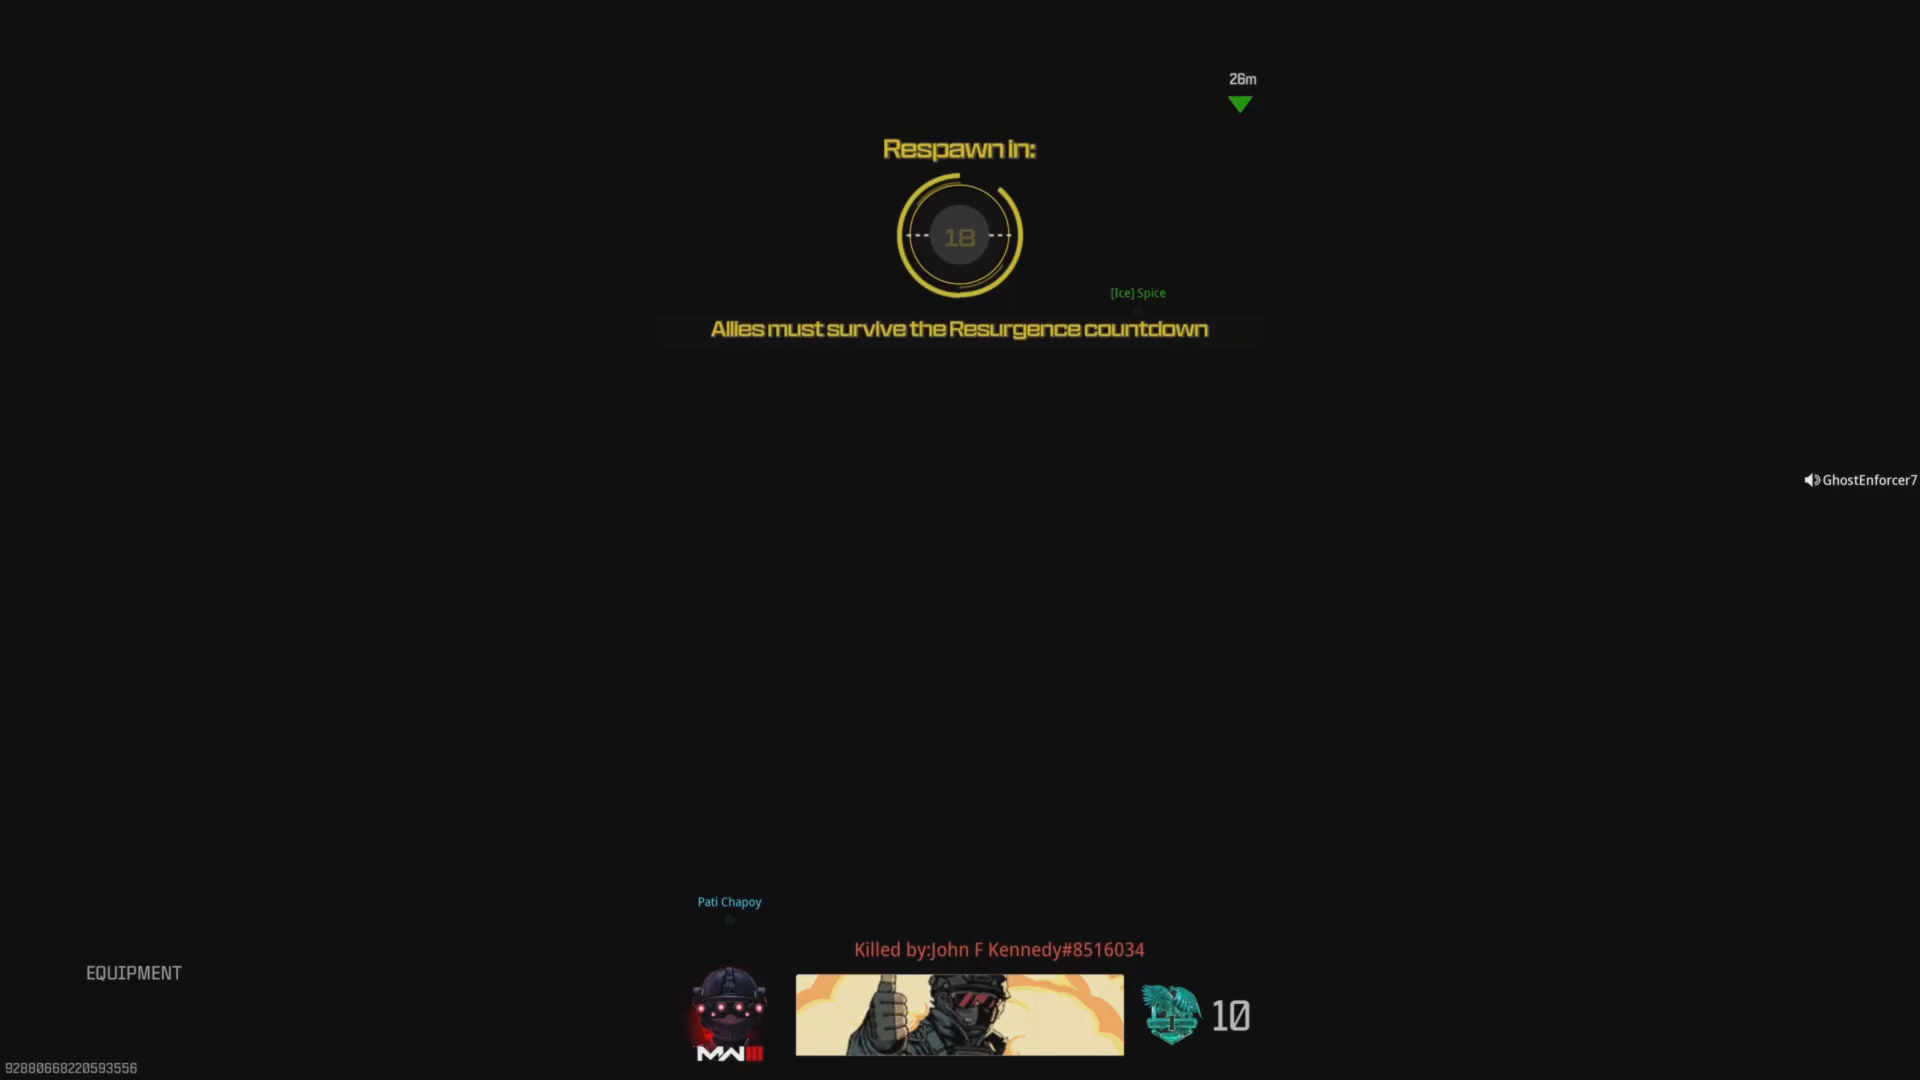 26m
Respawn in:
18
[Ice] Spice
Allies must survive the Resurgence countdown
GhostEnforcer7
Pati Chapoy
Killed by:John F Kennedy#8516034
EQUIPMENT
10
MWIII
92880668220593556